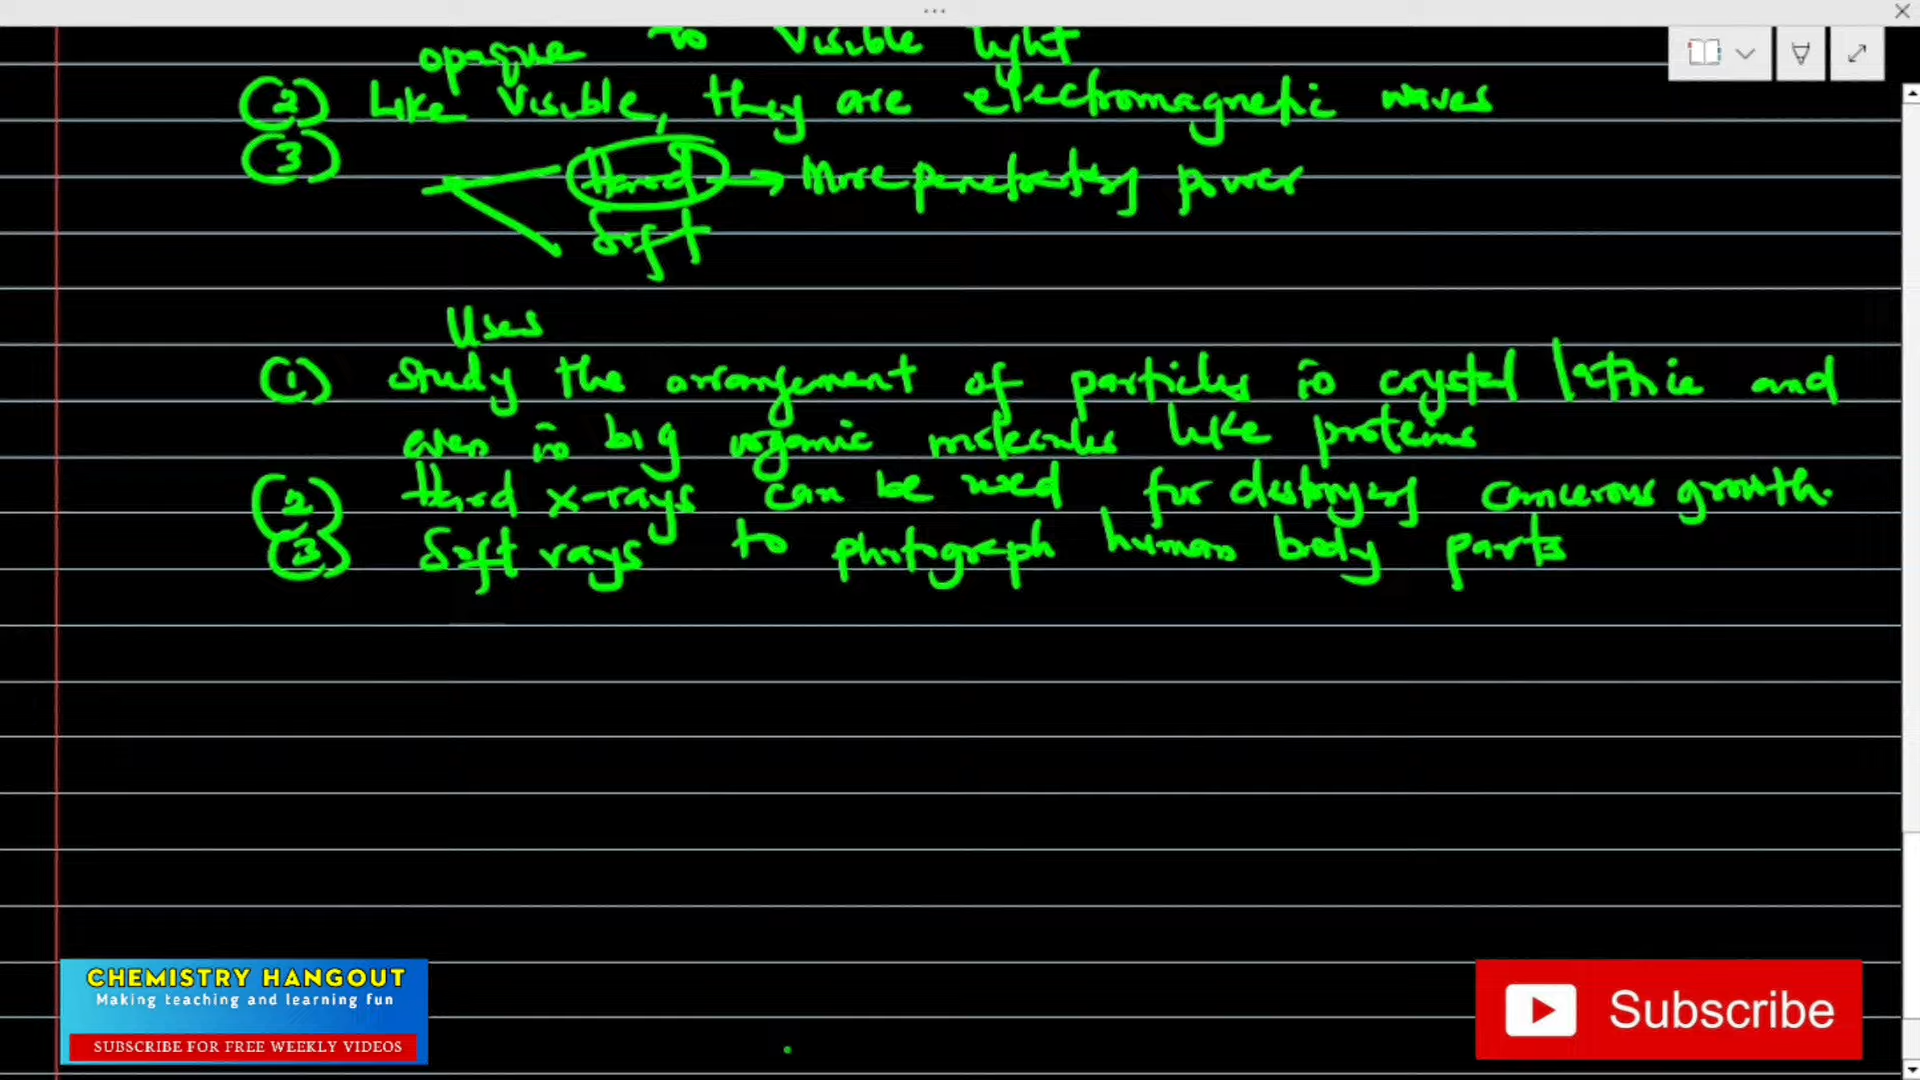 opaque to visible light
(2) Like visible, they are electromagnetic waves
(3) Hard → More penetrating power
Soft
Uses
(1) Study the arrangement of particles in crystal lattice and
even in big organic molecules like proteins
(2) Hard x-rays can be used for destroying cancerous growth.
(3) Soft rays to photograph human body parts
CHEMISTRY HANGOUT
Making teaching and learning fun
SUBSCRIBE FOR FREE WEEKLY VIDEOS
Subscribe